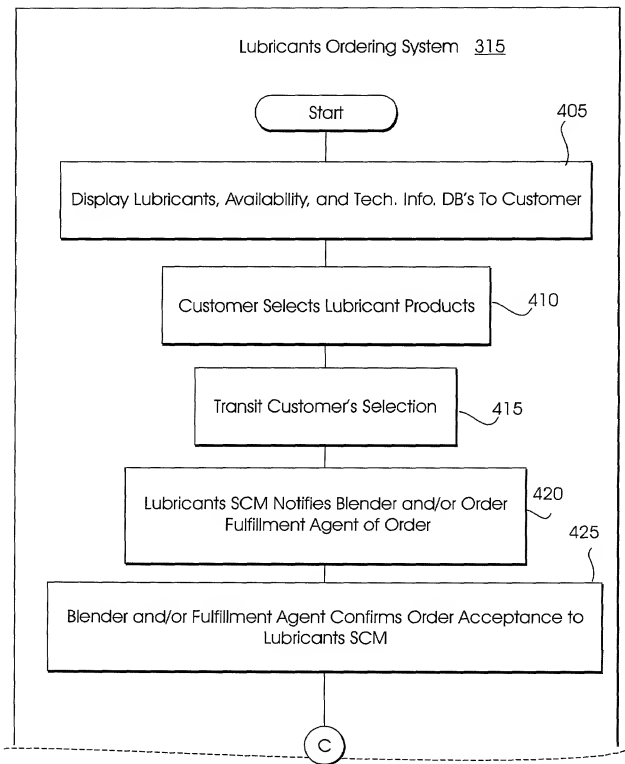 Lubricants Ordering System 315
Start
405
Display Lubricants, Availability, and Tech. Info. DB's To Customer
Customer Selects Lubricant Products
410
Transit Customer's Selection
415
Lubricants SCM Notifies Blender and/or Order
Fulfillment Agent of Order
420
425
Blender and/or Fulfillment Agent Confirms Order Acceptance to
Lubricants SCM
C